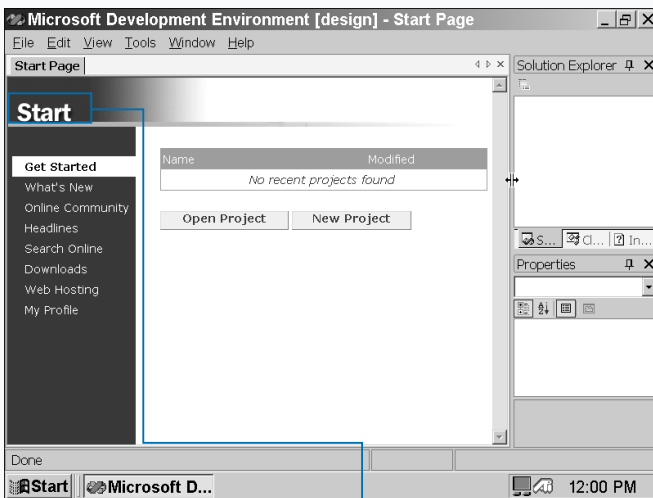 Microsoft Development Environment [design] - Start Page
File Edit View Tools Window Help
Start Page
Solution Explorer
Start
Get Started
What's New
Online Community
Headlines
Search Online
Downloads
Web Hosting
My Profile
Name Modified
No recent projects found
Open Project New Project
S... Cl... In...
Properties
Done
Start Microsoft D... 12:00 PM